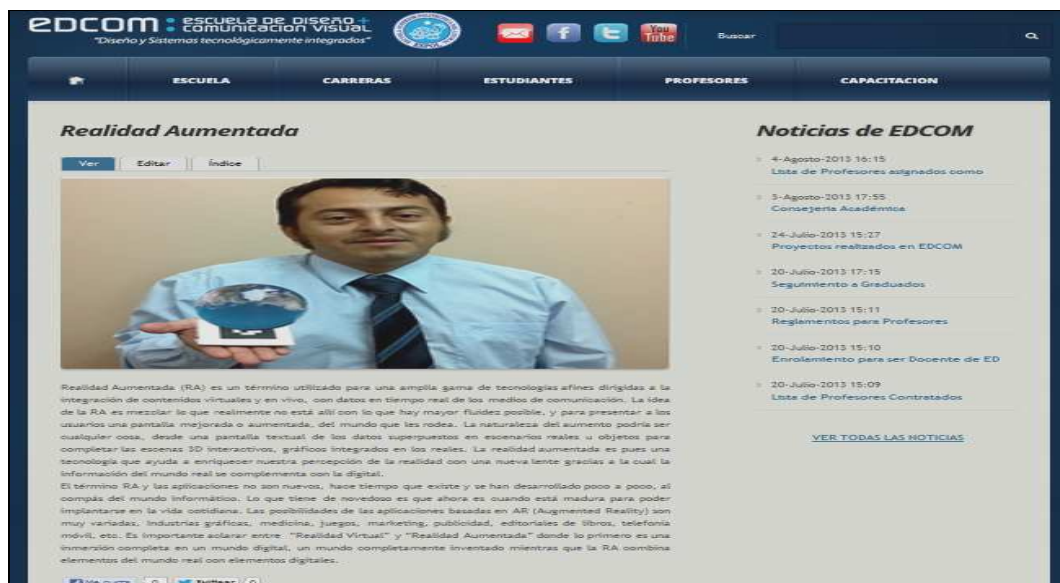 EDCOM: ESCUELA DE DISEÑO + COMUNICACION VISUAL
"Diseño y Sistemas tecnológicamente integrados"
You Tube
Buscar
ESCUELA CARRERAS ESTUDIANTES PROFESORES CAPACITACION
Realidad Aumentada
Ver Editar Índice
Realidad Aumentada (RA) es un término utilizado para una amplia gama de tecnologías afines dirigidas a la
integración de contenidos virtuales y en vivo, con datos en tiempo real de los medios de comunicación. La idea
de la RA es mezclar lo que realmente no está allí con lo que hay mayor fluidez posible, y para presentar a los
usuarios una pantalla mejorada o aumentada, del mundo que les rodea. La naturaleza del aumento podría ser
cualquier cosa, desde una pantalla textual de los datos superpuestos en escenarios reales u objetos para
completar las escenas 3D interactivos, gráficos integrados en los reales. La realidad aumentada es pues una
tecnología que ayuda a enriquecer nuestra percepción de la realidad con una nueva lente gracias a la cual la
información del mundo real se complementa con la digital.
El término RA y las aplicaciones no son nuevos, hace tiempo que existe y se han desarrollado poco a poco, al
compás del mundo informático. Lo que tiene de novedoso es que ahora es cuando está madura para poder
implantarse en la vida cotidiana. Las posibilidades de las aplicaciones basadas en AR (Augmented Reality) son
muy variadas, industrias gráficas, medicina, juegos, marketing, publicidad, editoriales de libros, telefonía
móvil, etc. Es importante aclarar entre "Realidad Virtual" y "Realidad Aumentada" donde lo primero es una
inmersión completa en un mundo digital, un mundo completamente inventado mientras que la RA combina
elementos del mundo real con elementos digitales.
Me gusta 0 Twittear 0
Noticias de EDCOM
4-Agosto-2013 16:15
Lista de Profesores asignados como
3-Agosto-2013 17:55
Consejería Académica
24-Julio-2013 15:27
Proyectos realizados en EDCOM
20-Julio-2013 17:15
Seguimiento a Graduados
20-Julio-2013 15:11
Reglamentos para Profesores
20-Julio-2013 15:10
Enrolamiento para ser Docente de ED
20-Julio-2013 15:09
Lista de Profesores Contratados
VER TODAS LAS NOTICIAS